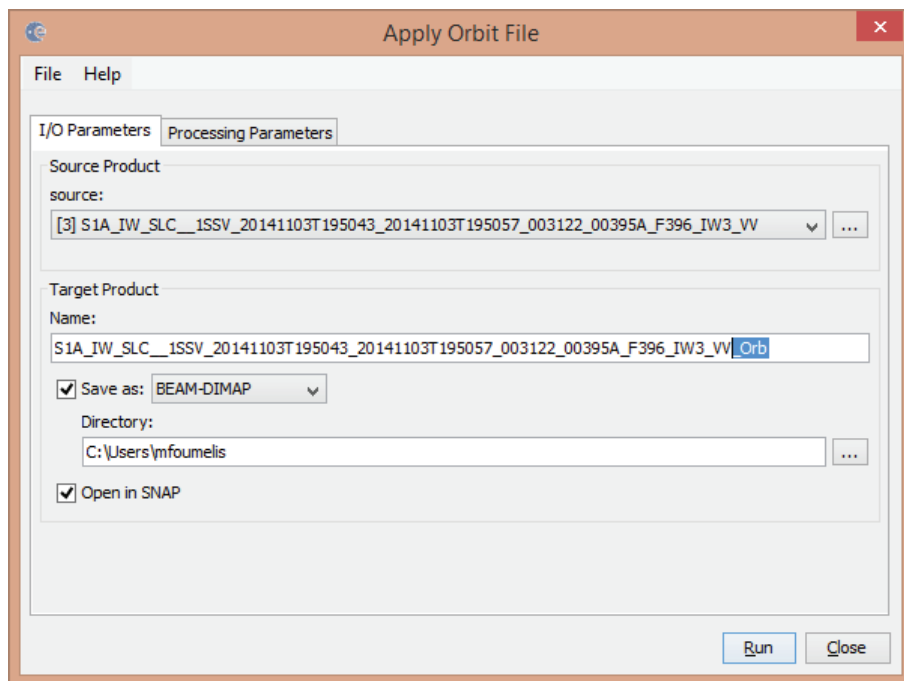 Apply Orbit File
File Help
I/O Parameters Processing Parameters
Source Product
source:
[3] S1A_IW_SLC__1SSV_20141103T195043_20141103T195057_003122_00395A_F396_IW3_VV ...
Target Product
Name:
S1A_IW_SLC__1SSV_20141103T195043_20141103T195057_003122_00395A_F396_IW3_VV_Orb
Save as: BEAM-DIMAP
Directory:
C:\Users\mfoumelis ...
Open in SNAP
Run Close